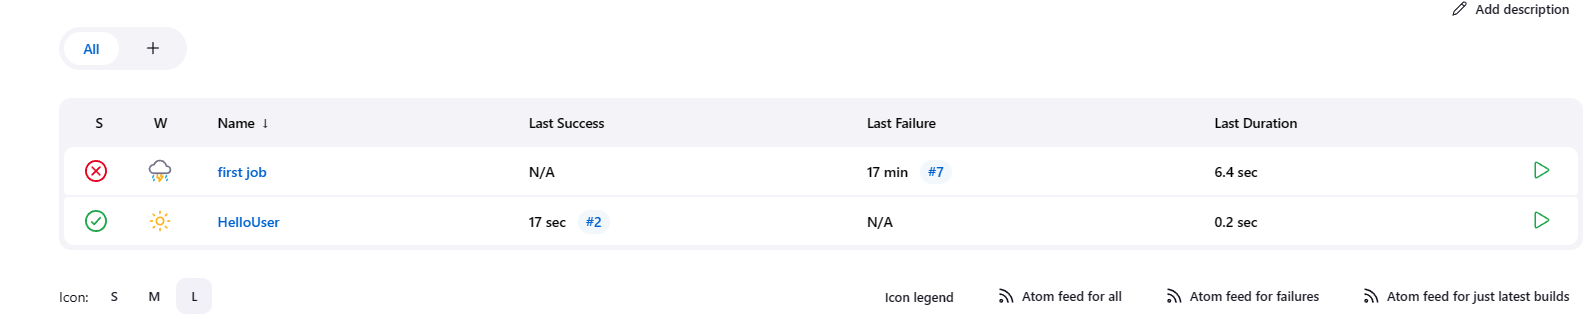 Add description
All +
S W Name ↓ Last Success Last Failure Last Duration
first job N/A 17 min #7 6.4 sec
HelloUser 17 sec #2 N/A 0.2 sec
Icon: S M L Icon legend Atom feed for all Atom feed for failures Atom feed for just latest builds